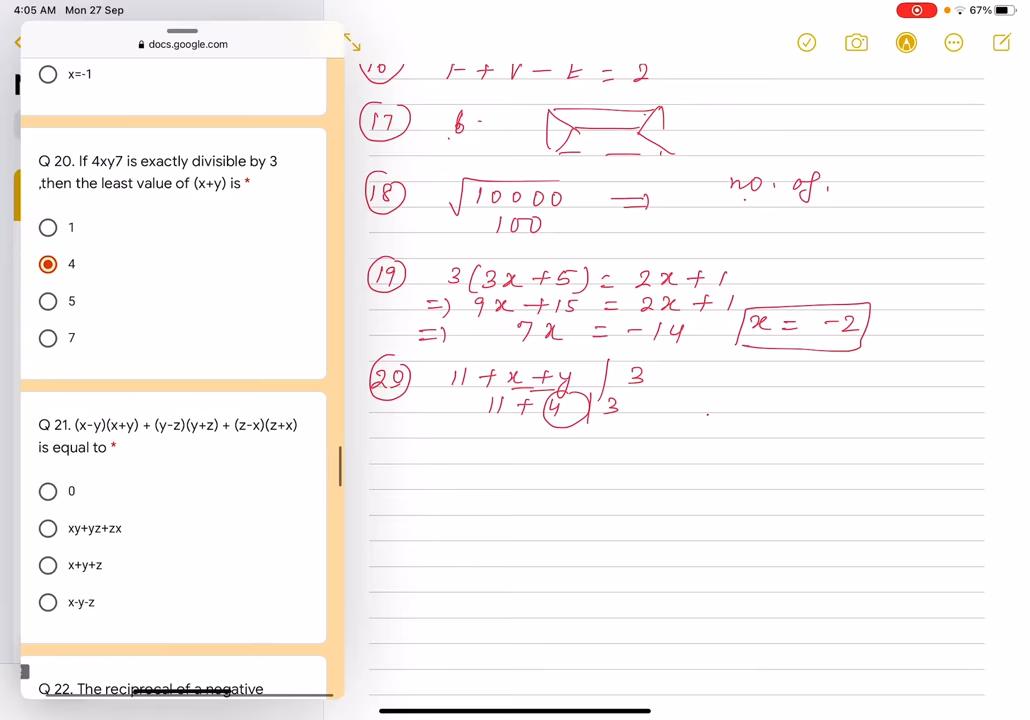 4:05 AM Mon 27 Sep
67%
docs.google.com
x=-1
Q 20. If 4xy7 is exactly divisible by 3
,then the least value of (x+y) is *
1
4
5
7
Q 21. (x-y)(x+y) + (y-z)(y+z) + (z-x)(z+x)
is equal to *
0
xy+yz+zx
x+y+z
x-y-z
Q 22. The reciprocal of a negative
F + V - E = 2
17 b.
18 √10000 ⇒ no. of.
100
19 3(3x+5) = 2x+1
=) 9x+15 = 2x+1
=) 7x = -14 x = -2
20 11 + x + y | 3
11 + 4 | 3